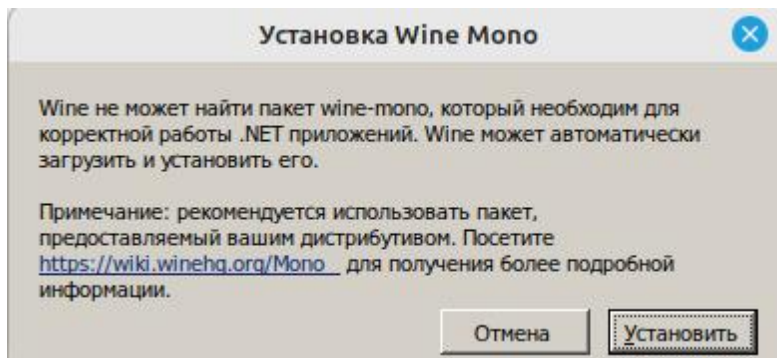 Установка Wine Mono
Wine не может найти пакет wine-mono, который необходим для
корректной работы .NET приложений. Wine может автоматически
загрузить и установить его.
Примечание: рекомендуется использовать пакет,
предоставляемый вашим дистрибутивом. Посетите
https://wiki.winehq.org/Mono для получения более подробной
информации.
Отмена Установить